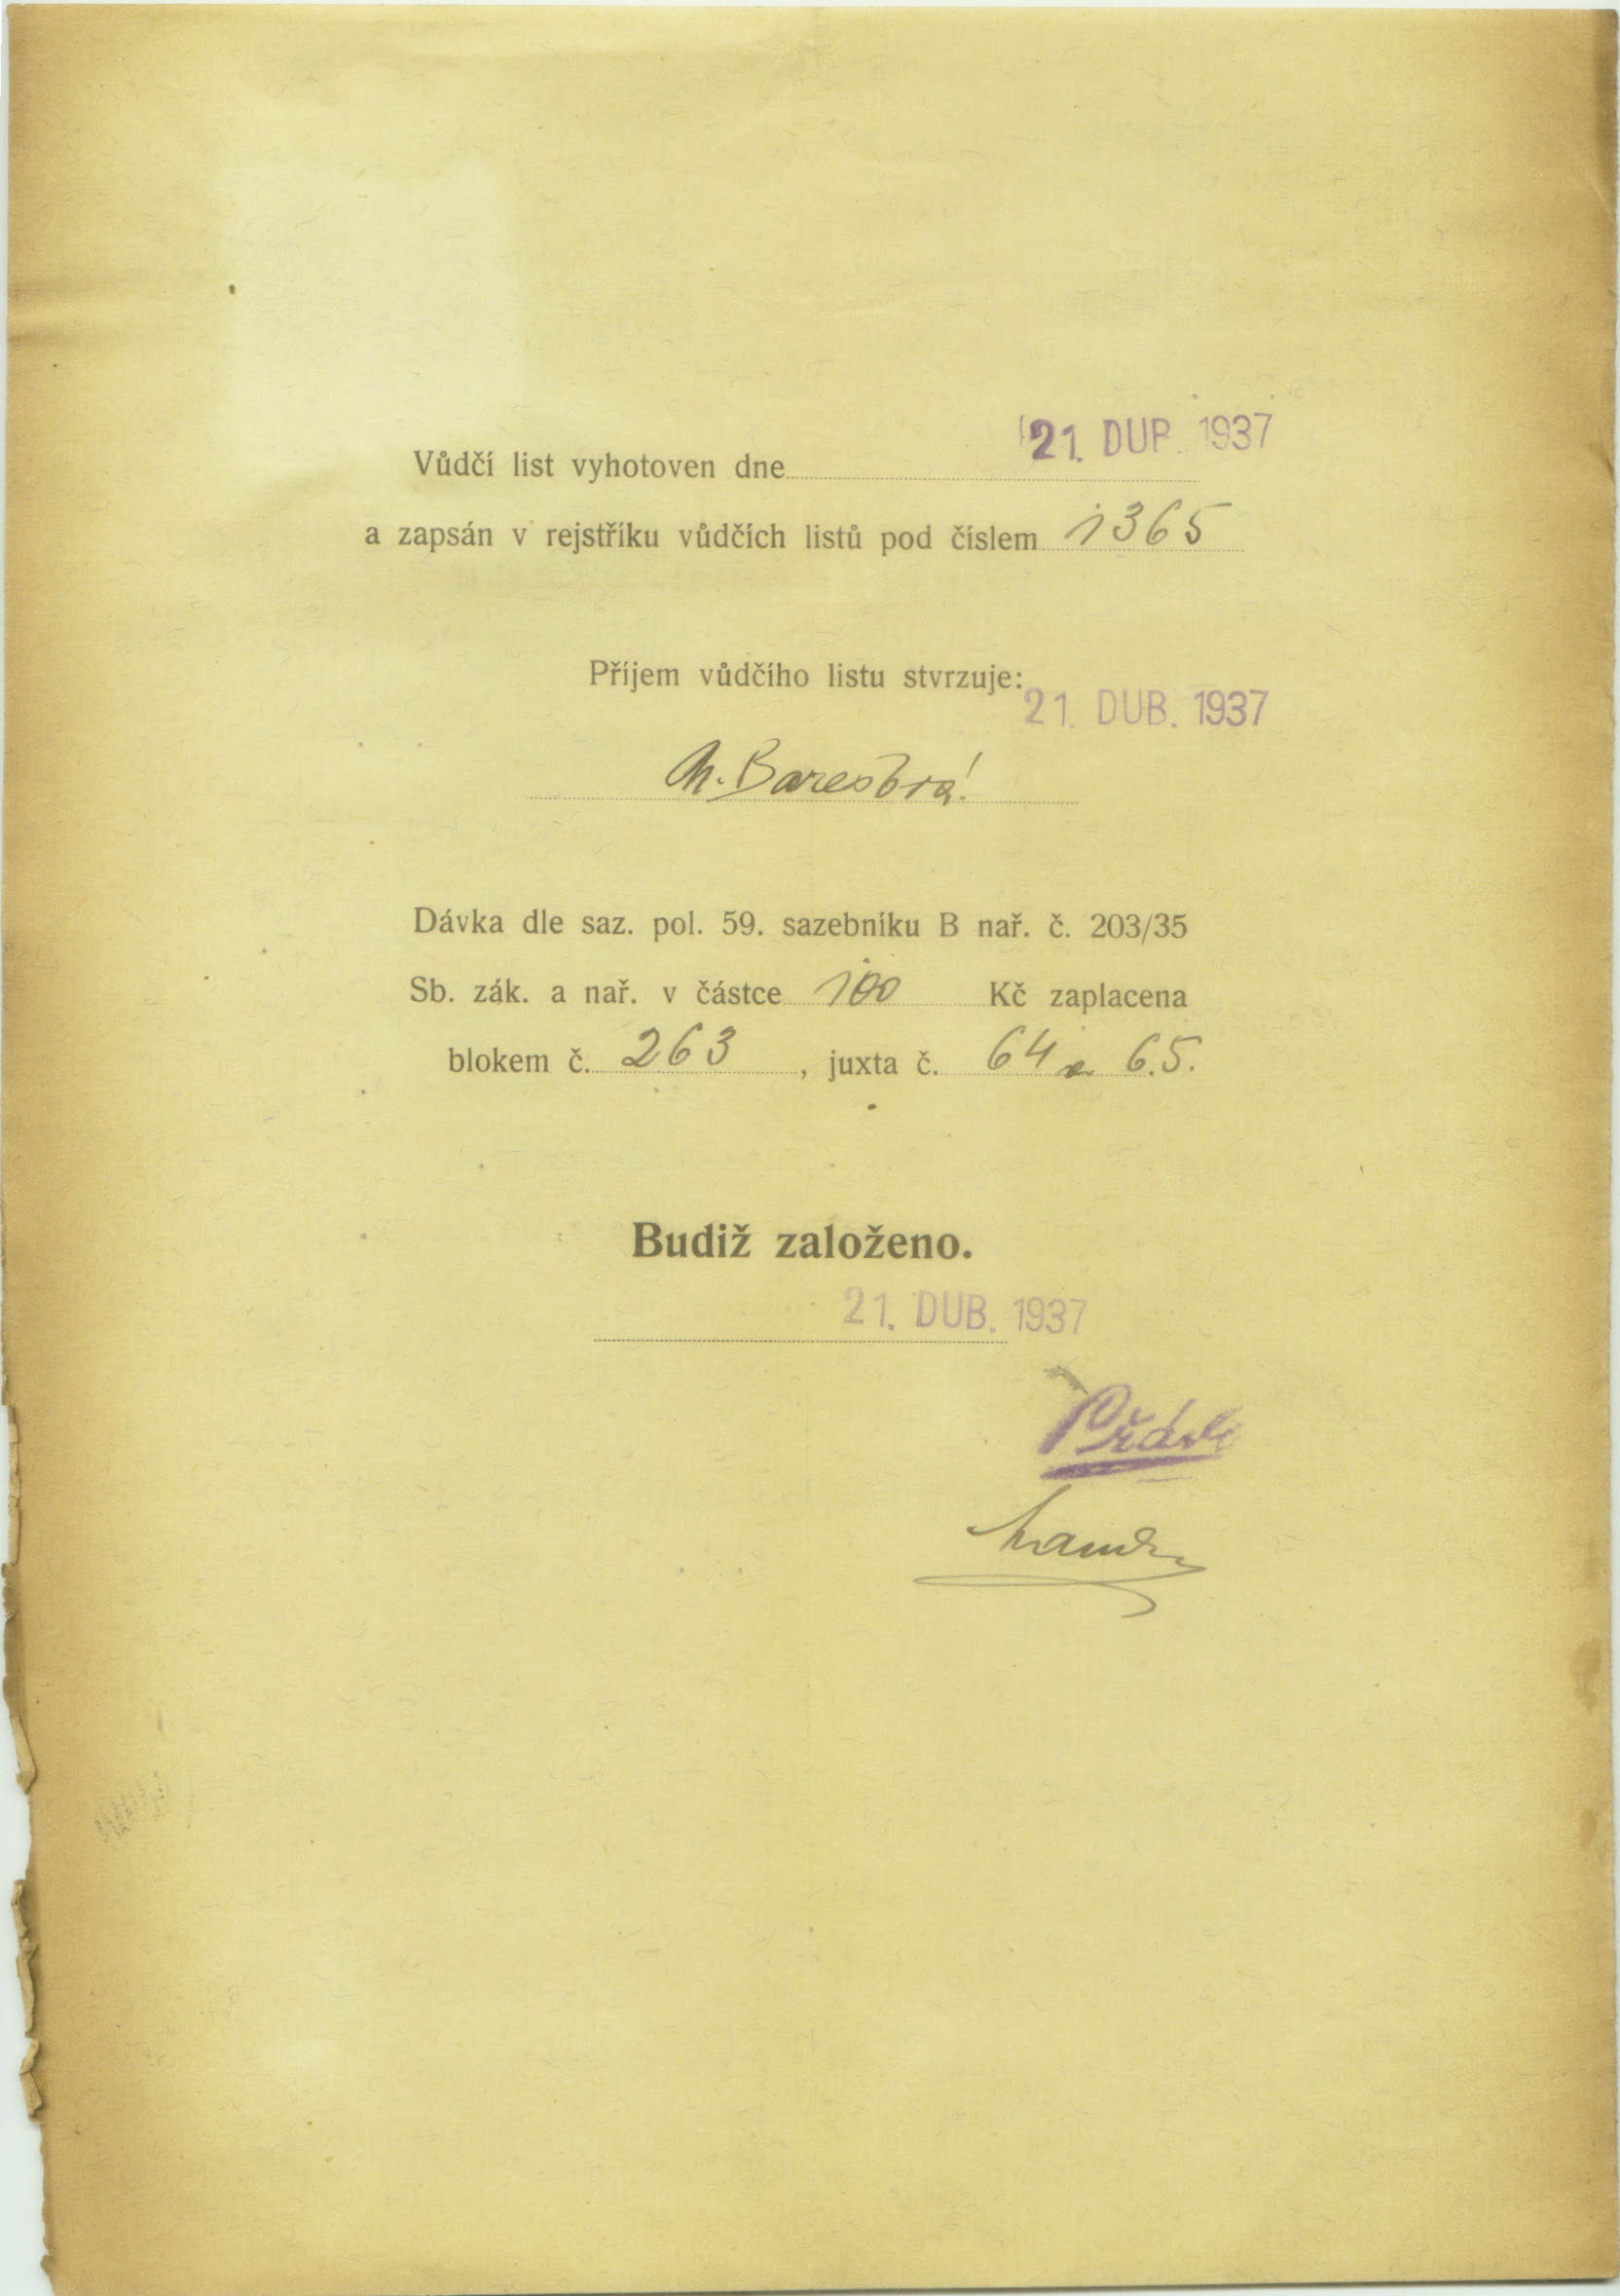 21. DUB. 1937
Vůdčí list vyhotoven dne
a zapsán v rejstříku vůdčích listů pod číslem 1365
Příjem vůdčího listu stvrzuje:
21. DUB. 1937
M.
Dávka dle saz. pol. 59. sazebníku B nař. č. 203/35
Sb. zák. a nař. v částce 100 Kč zaplacena
blokem č. 263, juxta č. 64 a 65.
Budiž založeno.
21. DUB. 1937